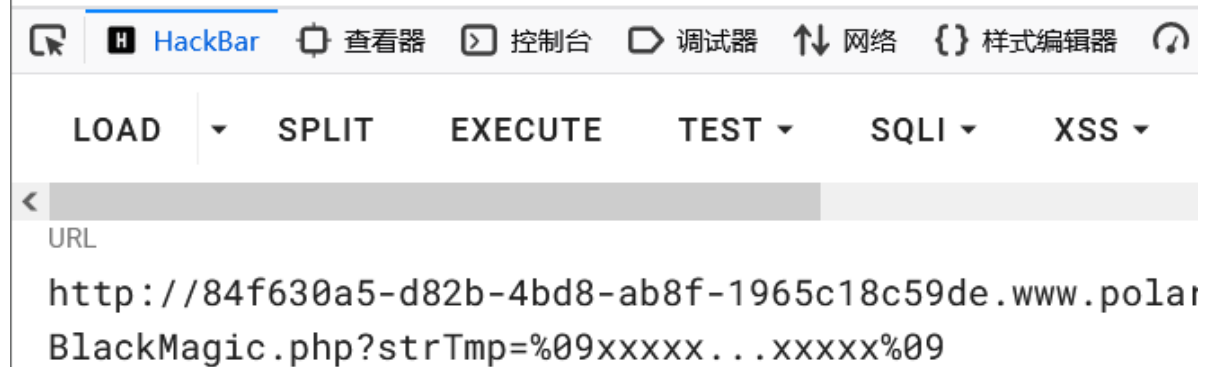 H HackBar 查看器 控制台 调试器 网络 {} 样式编辑器
LOAD SPLIT EXECUTE TEST SQLI XSS
URL
http://84f630a5-d82b-4bd8-ab8f-1965c18c59de.www.polar
BlackMagic.php?strTmp=%09xxxxx...xxxxx%09